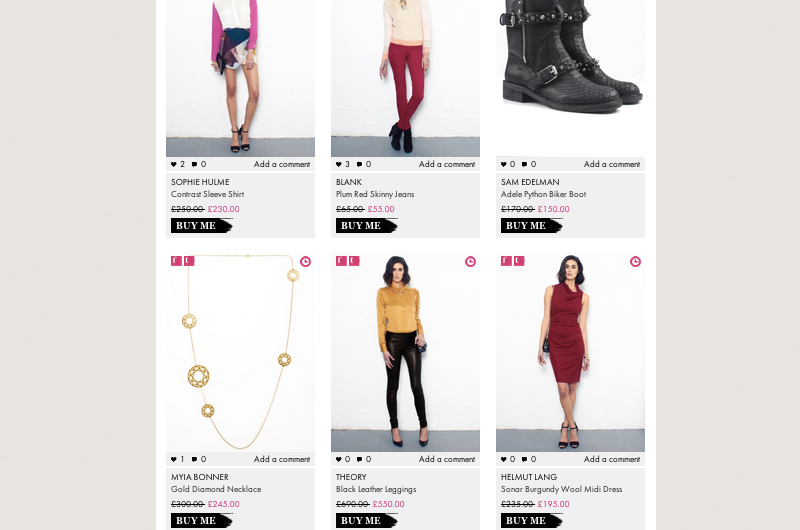 2 0 Add a comment
3 0 Add a comment
0 0 Add a comment
SOPHIE HULME
Contrast Sleeve Shirt
£250.00 £230.00
BUY ME
BLANK
Plum Red Skinny Jeans
£65.00 £55.00
BUY ME
SAM EDELMAN
Adele Python Biker Boot
£170.00 £150.00
BUY ME
f t
f t
f t
1 0 Add a comment
0 0 Add a comment
0 0 Add a comment
MYIA BONNER
Gold Diamond Necklace
£300.00 £245.00
BUY ME
THEORY
Black Leather Leggings
£690.00 £550.00
BUY ME
HELMUT LANG
Sonar Burgundy Wool Midi Dress
£235.00 £195.00
BUY ME